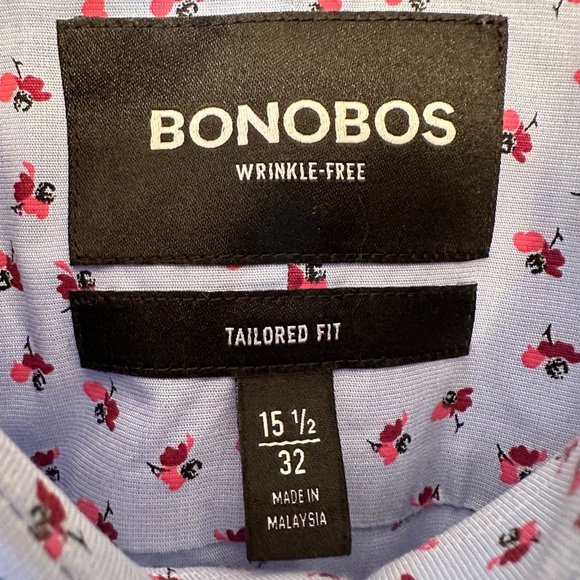 BONOBOS
WRINKLE-FREE
TAILORED FIT
15 1/2
32
MADE IN
MALAYSIA